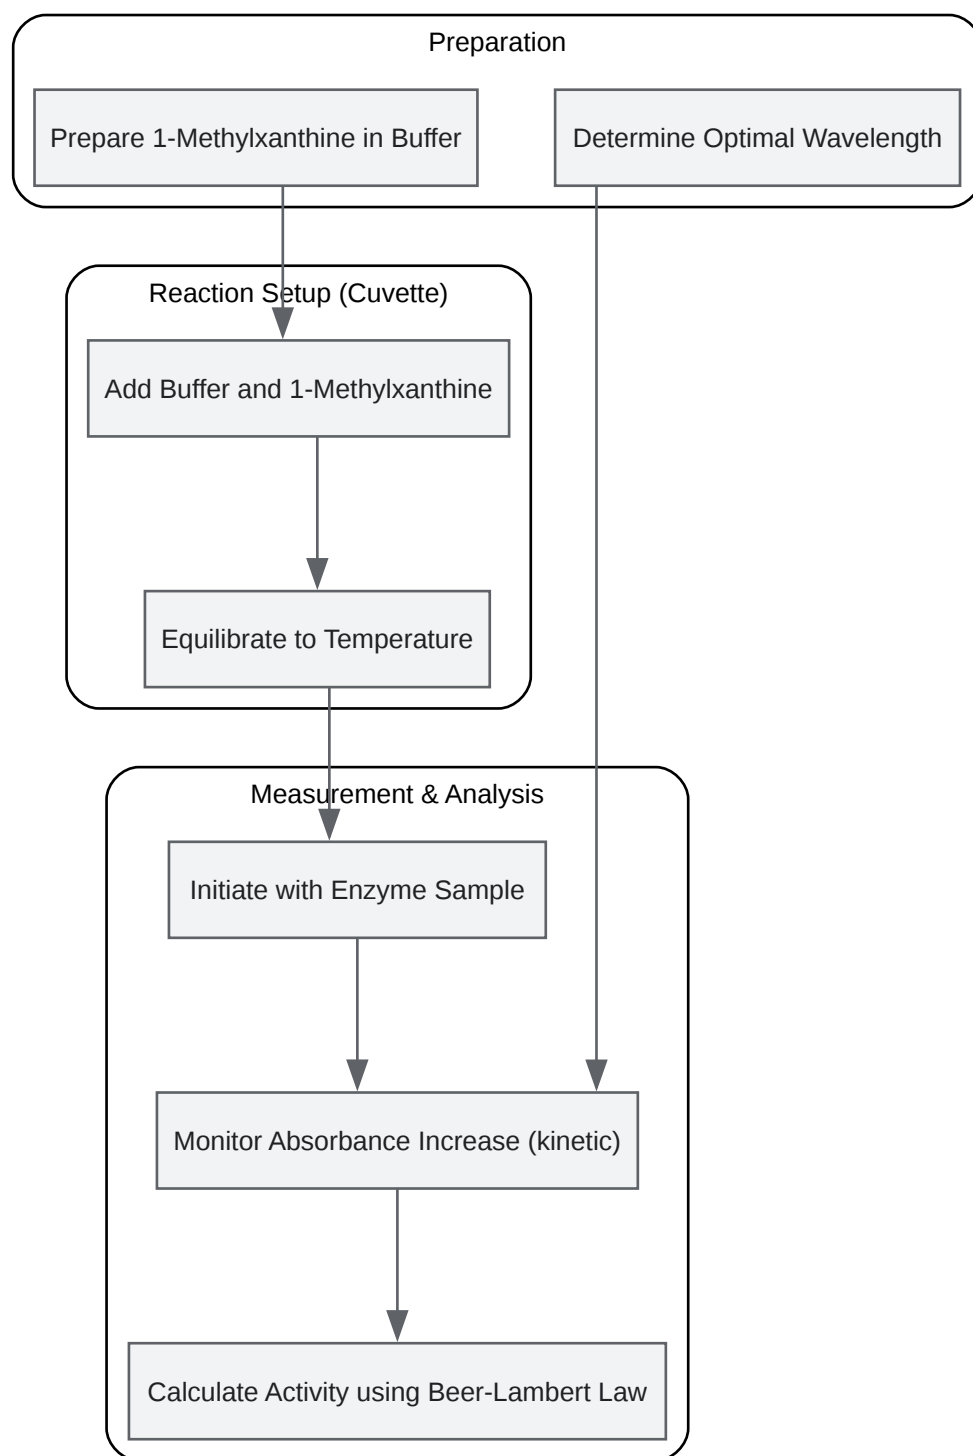 Preparation
Prepare 1-Methylxanthine in Buffer
Determine Optimal Wavelength
Reaction Setup (Cuvette)
Add Buffer and 1-Methylxanthine
Equilibrate to Temperature
Measurement & Analysis
Initiate with Enzyme Sample
Monitor Absorbance Increase (kinetic)
Calculate Activity using Beer-Lambert Law